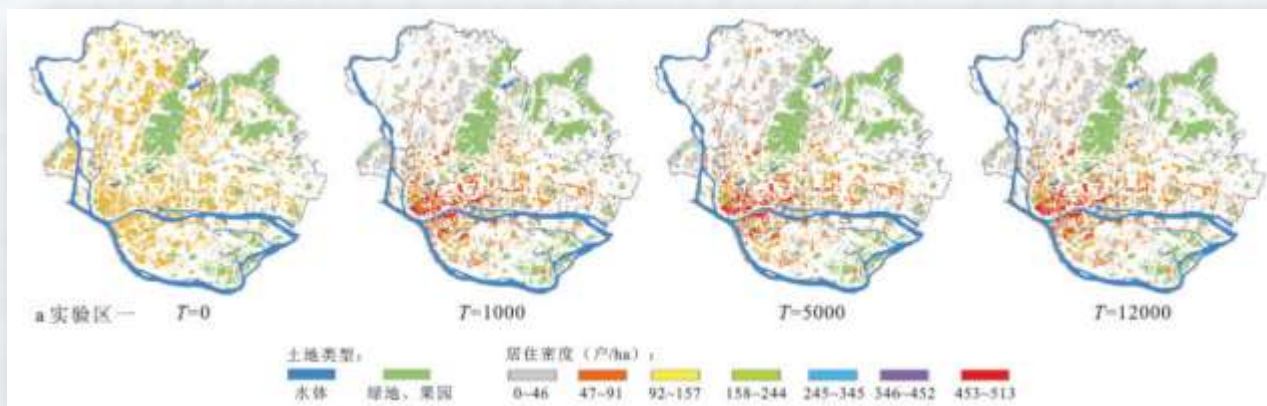 a 实验区一 T=0 T=1000 T=5000 T=12000
土地类型： 居住密度（户/ha）：
水体 绿地、果园 0~46 47~91 92~157 158~244 245~345 346~452 453~513